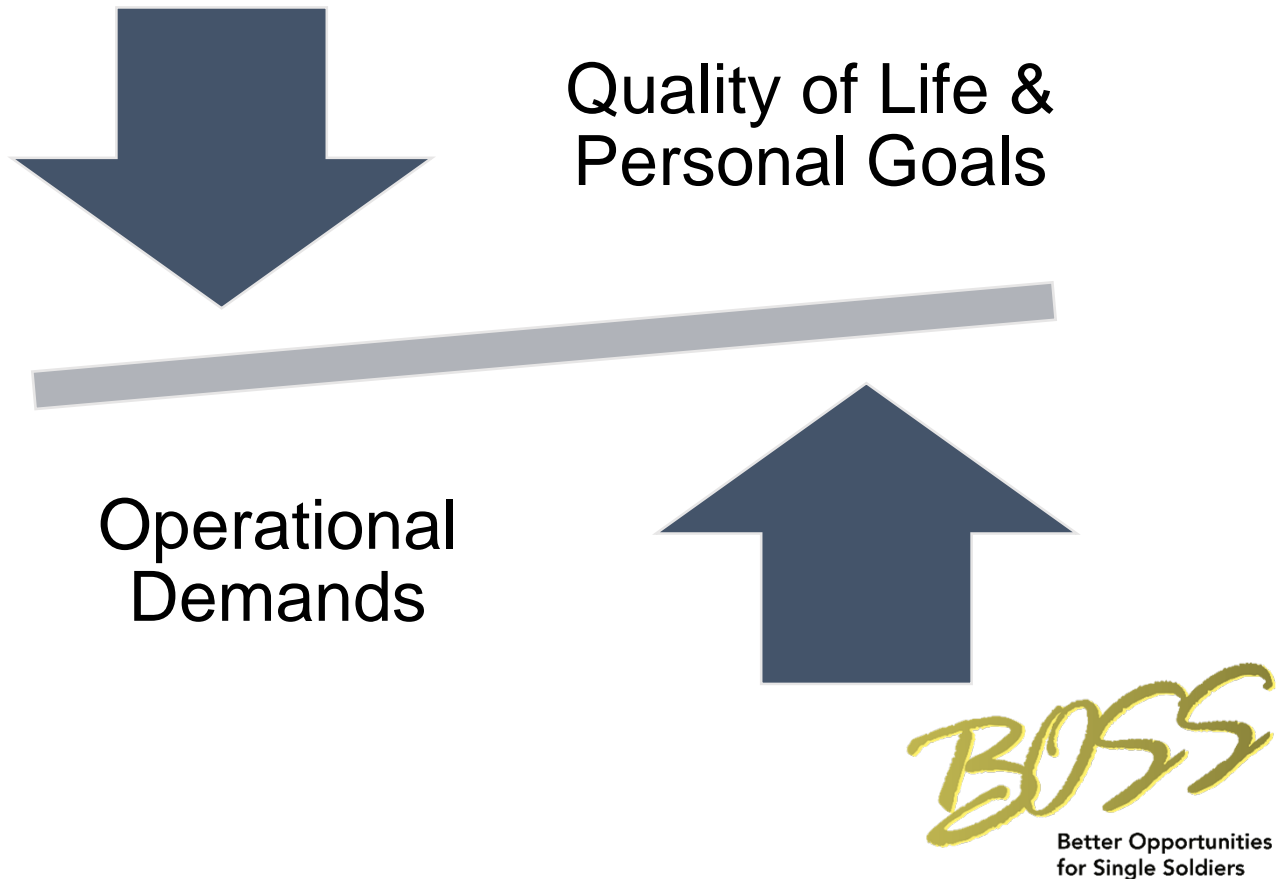 Quality of Life &
Personal Goals
Operational
Demands
BOSS
Better Opportunities
for Single Soldiers